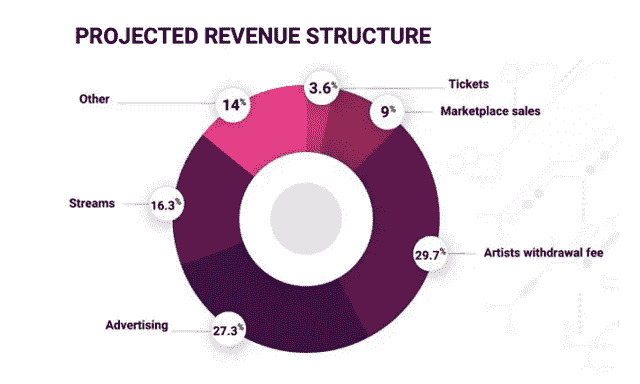 PROJECTED REVENUE STRUCTURE
Other
14%
3.6%
Tickets
9%
Marketplace sales
Streams
16.3%
29.7%
Artists withdrawal fee
Advertising
27.3%